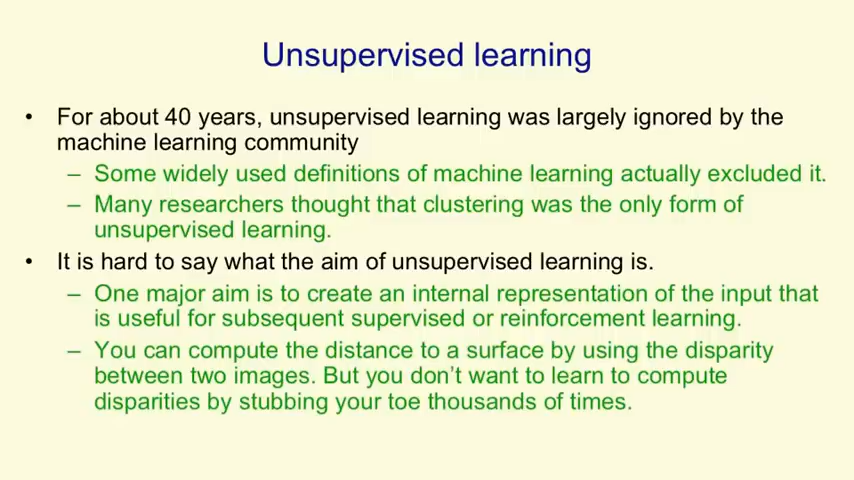 Unsupervised learning
• For about 40 years, unsupervised learning was largely ignored by the
machine learning community
– Some widely used definitions of machine learning actually excluded it.
– Many researchers thought that clustering was the only form of
unsupervised learning.
• It is hard to say what the aim of unsupervised learning is.
– One major aim is to create an internal representation of the input that
is useful for subsequent supervised or reinforcement learning.
– You can compute the distance to a surface by using the disparity
between two images. But you don't want to learn to compute
disparities by stubbing your toe thousands of times.